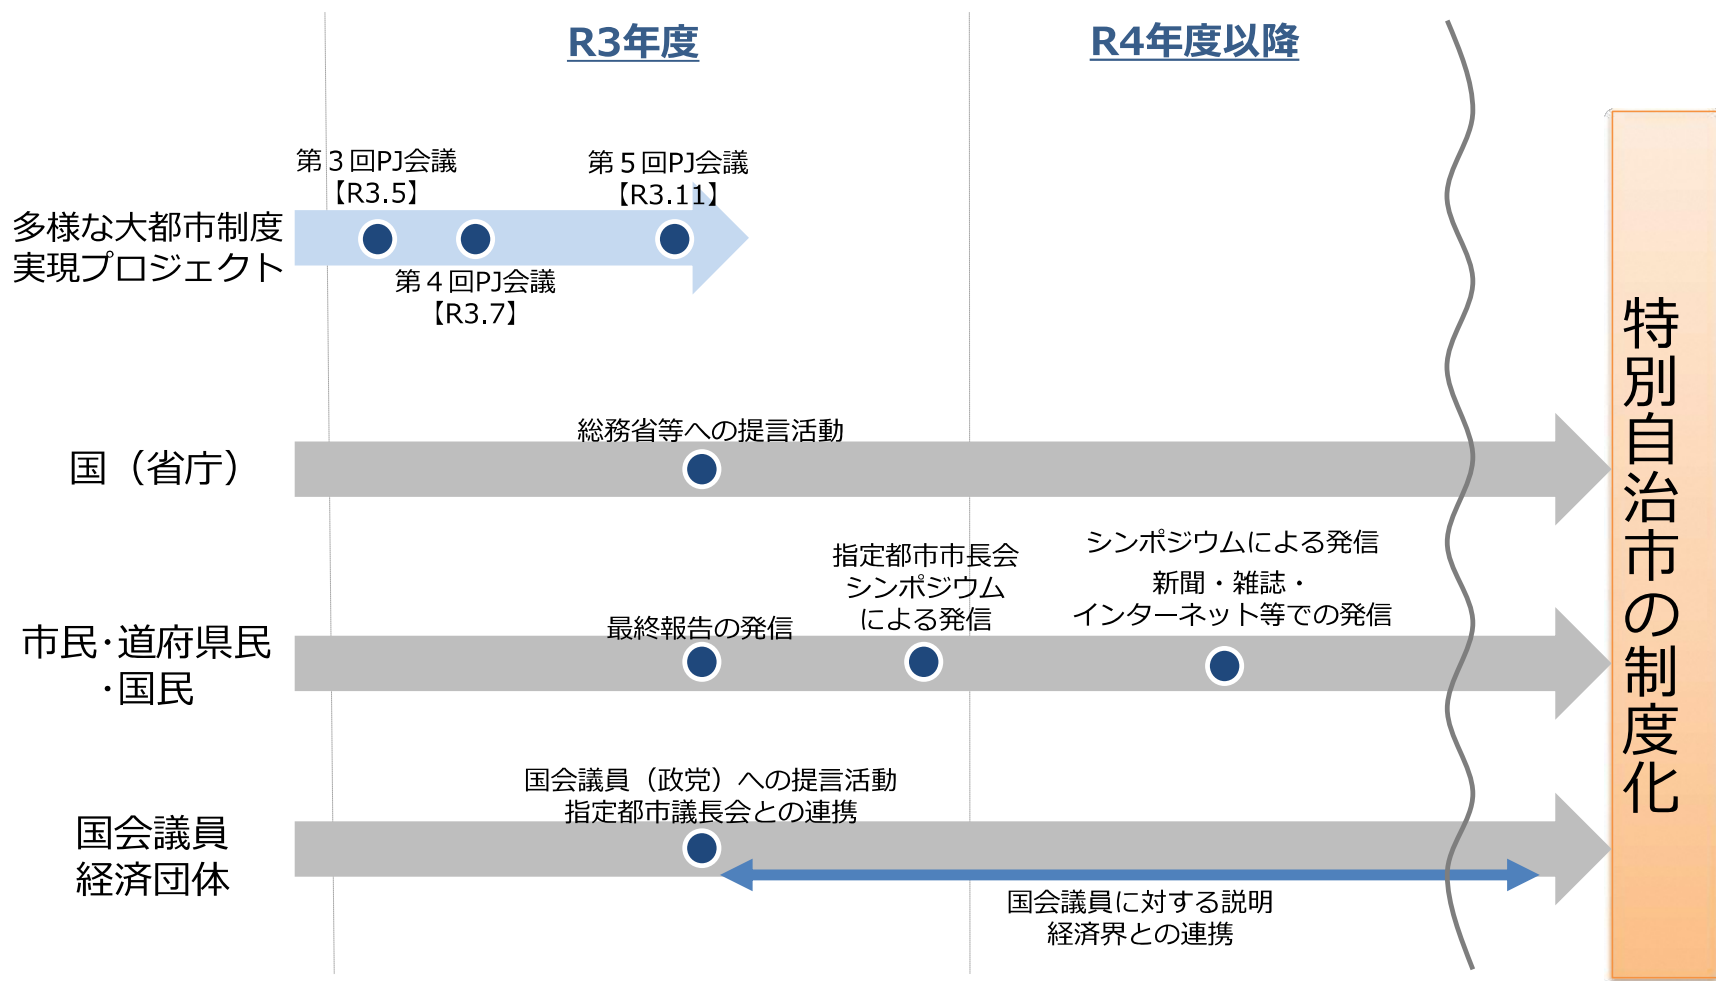 R3年度
R4年度以降
第３回PJ会議
【R3.5】
第５回PJ会議
【R3.11】
多様な大都市制度
実現プロジェクト
第４回PJ会議
【R3.7】
総務省等への提言活動
国（省庁）
指定都市市長会
シンポジウム
による発信
シンポジウムによる発信
新聞・雑誌・
インターネット等での発信
最終報告の発信
市民・道府県民
・国民
国会議員（政党）への提言活動
指定都市議長会との連携
国会議員
経済団体
国会議員に対する説明
経済界との連携
特別自治市の制度化